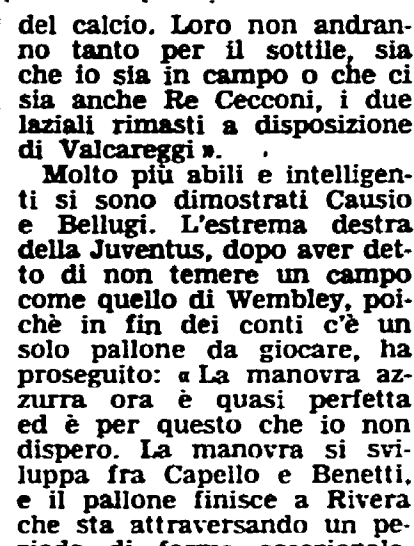 del calcio. Loro non andran-
no tanto per il sottile, sia
che io sia in campo o che ci
sia anche Re Cecconi, i due
laziali rimasti a disposizione
di Valcareggi ».
Molto più abili e intelligen-
ti si sono dimostrati Causio
e Bellugi. L'estrema destra
della Juventus, dopo aver det-
to di non temere un campo
come quello di Wembley, poi-
chè in fin dei conti c'è un
solo pallone da giocare, ha
proseguito: « La manovra az-
zurra ora è quasi perfetta
ed è per questo che io non
dispero. La manovra si svi-
luppa fra Capello e Benetti,
e il pallone finisce a Rivera
che sta attraversando un pe-